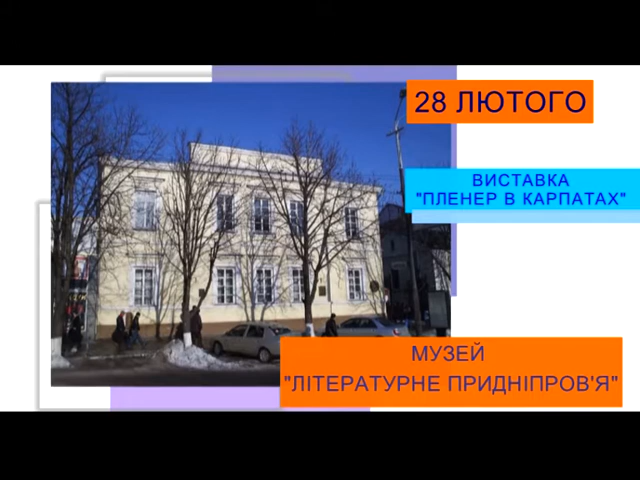 28 ЛЮТОГО
ВИСТАВКА
"ПЛЕНЕР В КАРПАТАХ"
МУЗЕЙ
"ЛІТЕРАТУРНЕ ПРИДНІПРОВ'Я"